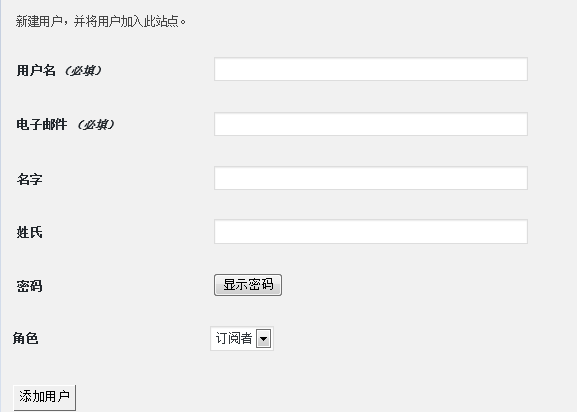 新建用户，并将用户加入此站点。
用户名（必填）
电子邮件（必填）
名字
姓氏
密码 显示密码
角色 订阅者
添加用户